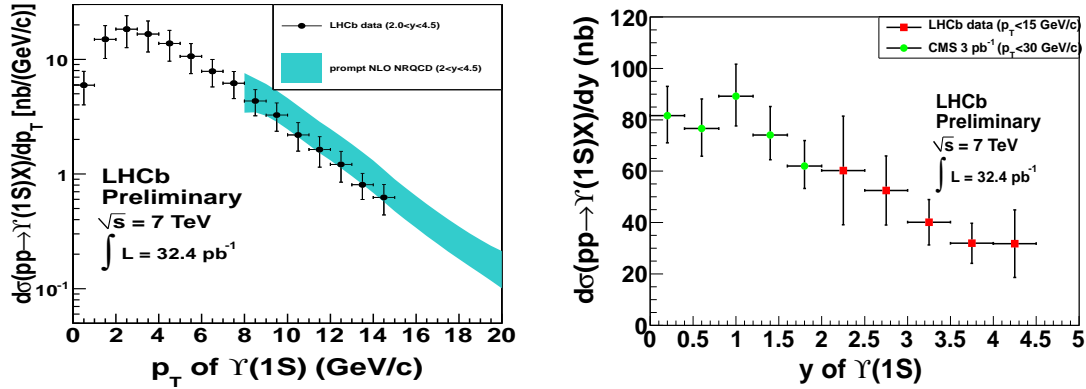 dσ(pp→ϒ(1S)X)/dp_T [nb/(GeV/c)]
10
1
10⁻¹
LHCb data (2.0<y<4.5)
prompt NLO NRQCD (2<y<4.5)
LHCb
Preliminary
√s = 7 TeV
∫ L = 32.4 pb⁻¹
0 2 4 6 8 10 12 14 16 18 20
p_T of ϒ(1S) (GeV/c)
dσ(pp→ϒ(1S)X)/dy (nb)
120
100
80
60
40
20
0
LHCb data (p_T<15 GeV/c)
CMS 3 pb⁻¹ (p_T<30 GeV/c)
LHCb
Preliminary
√s = 7 TeV
∫ L = 32.4 pb⁻¹
0 0.5 1 1.5 2 2.5 3 3.5 4 4.5 5
y of ϒ(1S)